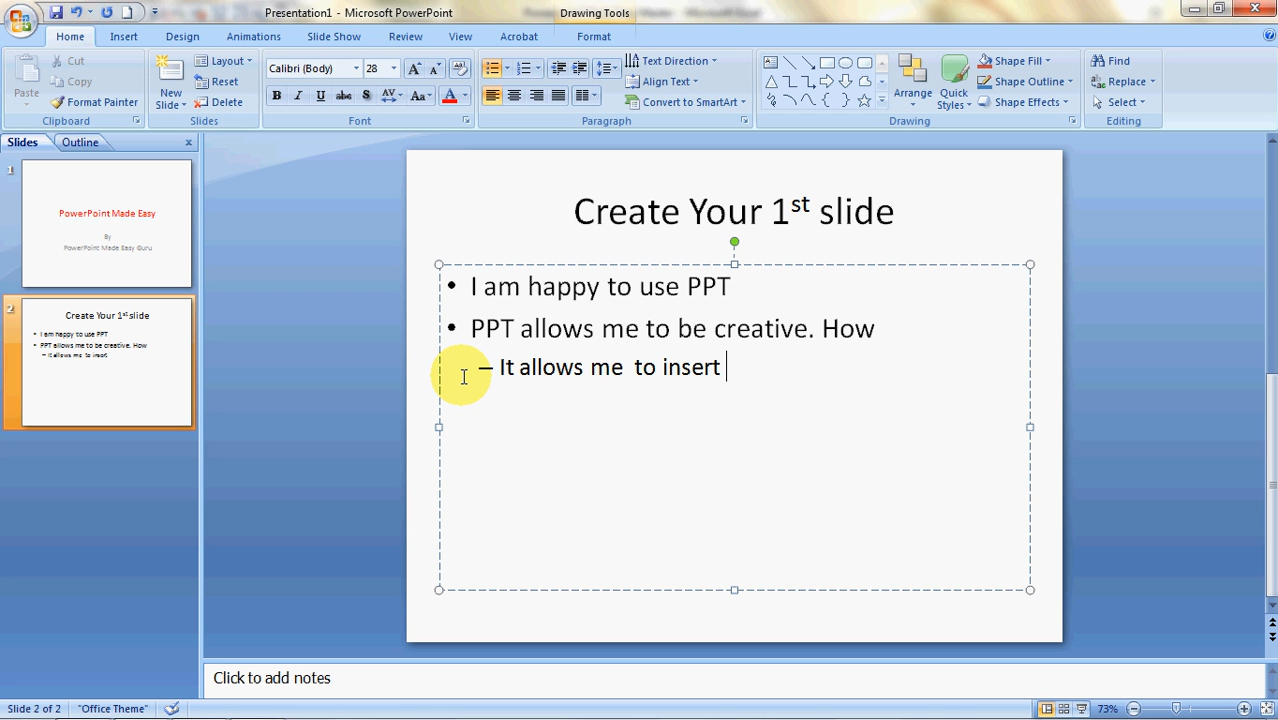 Presentation1 - Microsoft PowerPoint
Drawing Tools
Home Insert Design Animations Slide Show Review View Acrobat Format
Paste
Cut
Copy
Format Painter
Clipboard
New Slide
Layout
Reset
Delete
Slides
Calibri (Body) 28
B I U abc S AV Aa A
Font
Text Direction
Align Text
Convert to SmartArt
Paragraph
Arrange
Quick Styles
Shape Fill
Shape Outline
Shape Effects
Drawing
Find
Replace
Select
Editing
Slides Outline
1
PowerPoint Made Easy
By
PowerPoint Made Easy Guru
2
Create Your 1st slide
• I am happy to use PPT
• PPT allows me to be creative. How
– It allows me to insert
Create Your 1st slide
• I am happy to use PPT
• PPT allows me to be creative. How
– It allows me  to insert
Click to add notes
Slide 2 of 2 "Office Theme" 73%